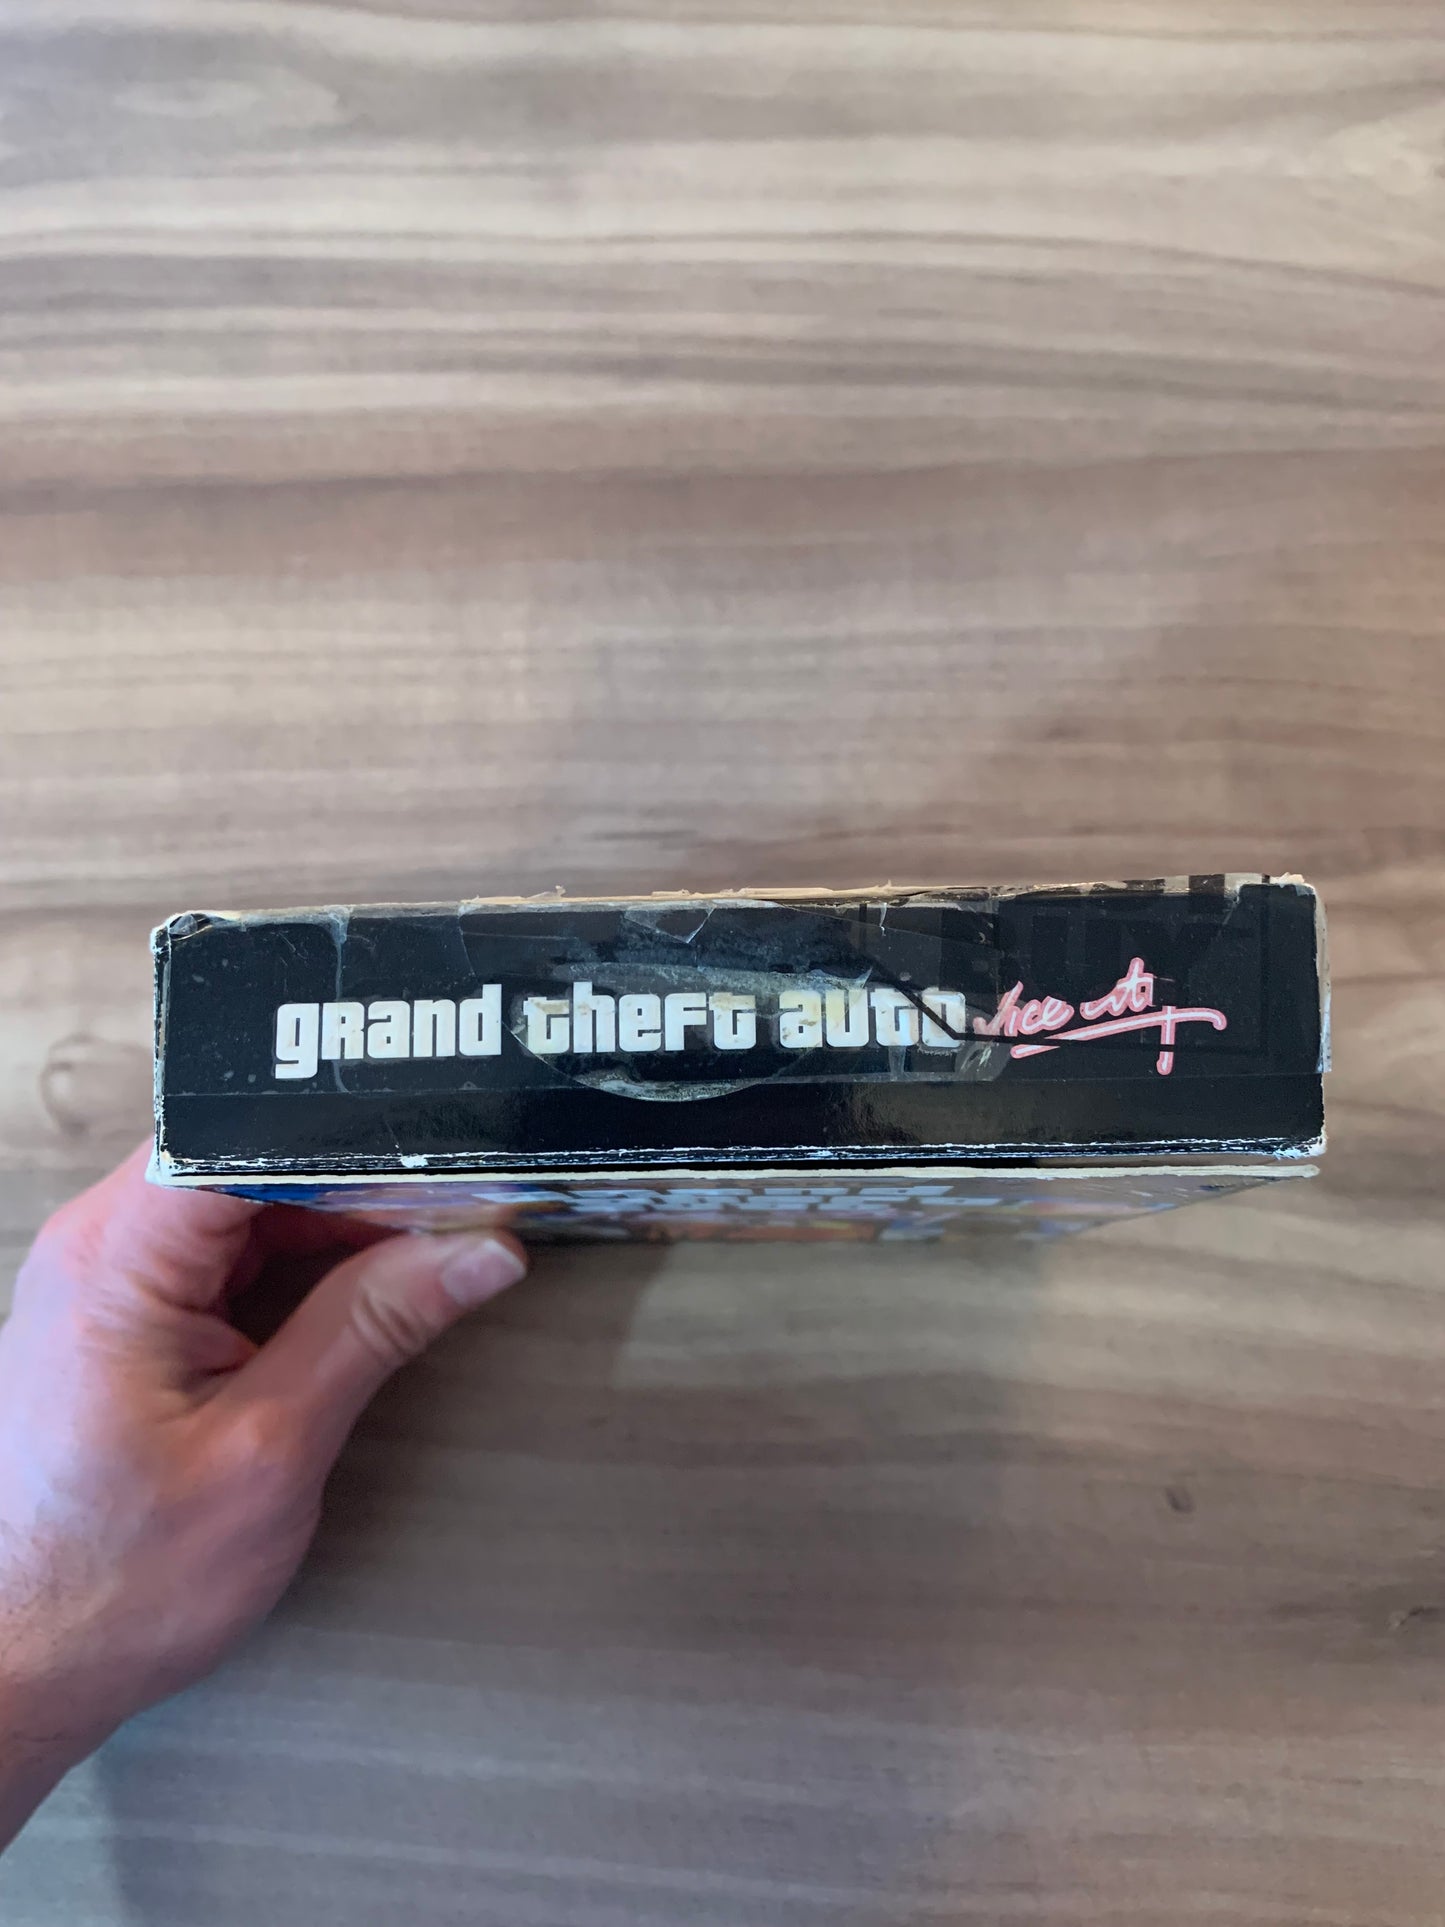 grand theft auto vice city